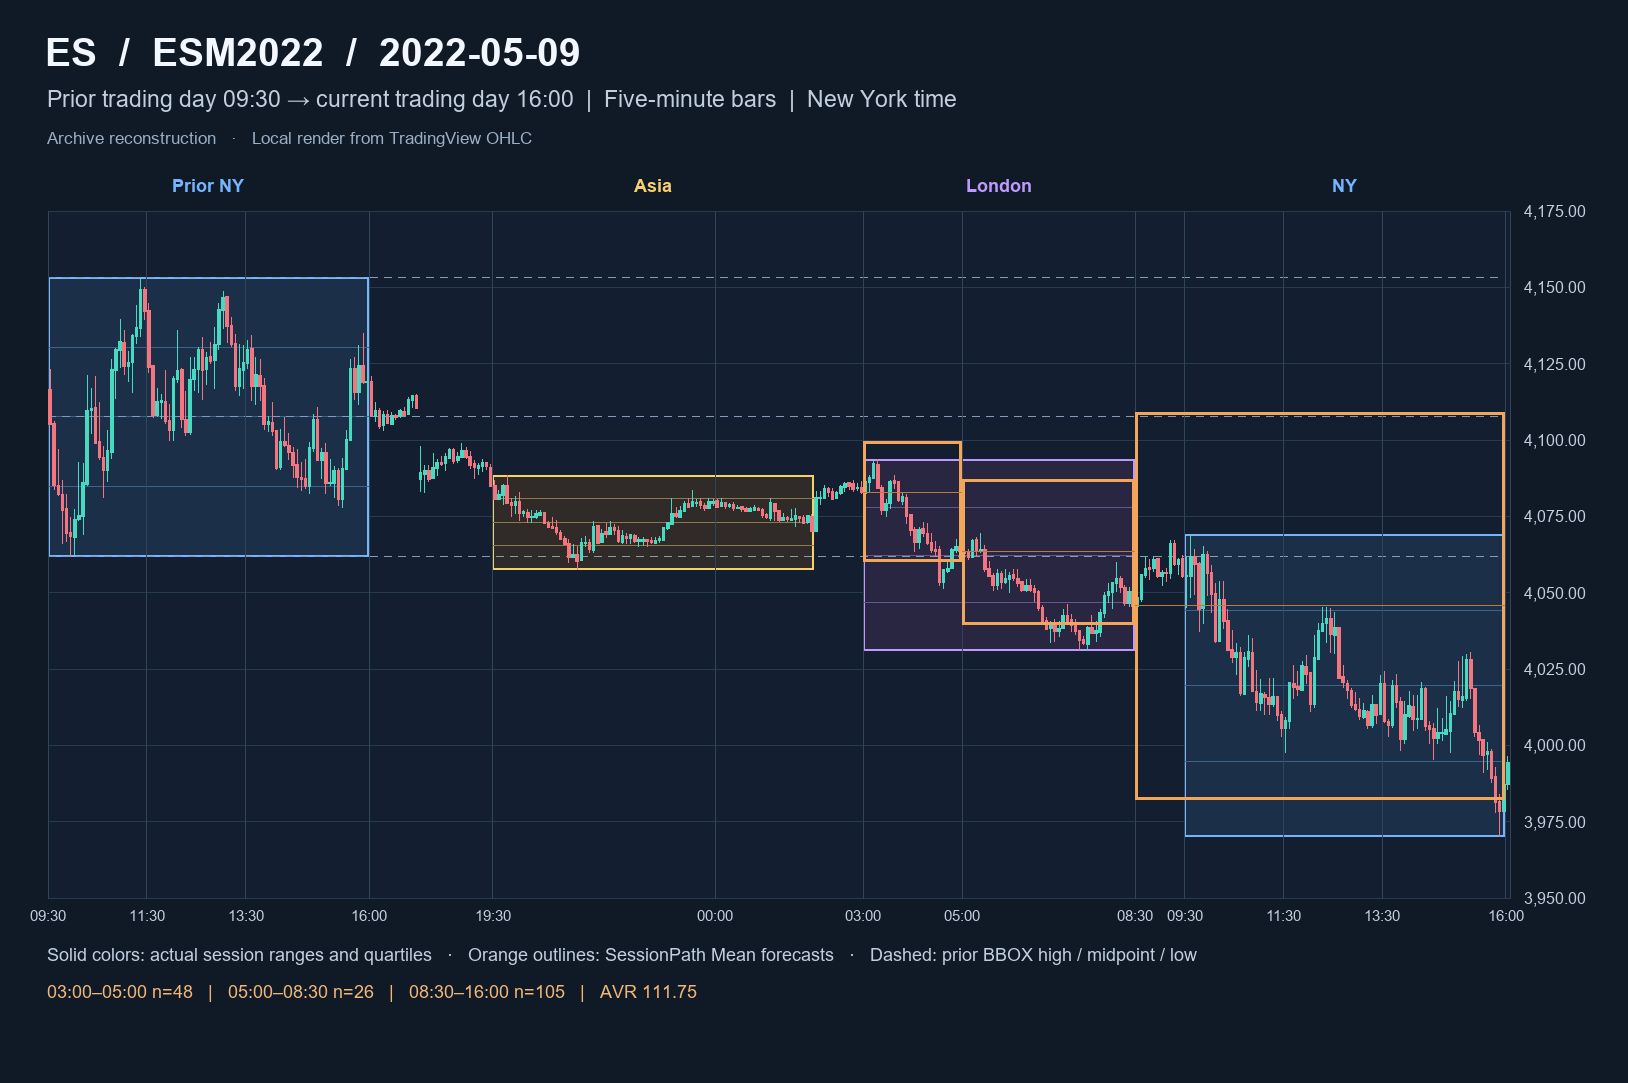 ES / ESM2022 / 2022-05-09
Prior trading day 09:30 → current trading day 16:00 | Five-minute bars | New York time
Archive reconstruction · Local render from TradingView OHLC
Prior NY Asia London NY
4,175.00
4,150.00
4,125.00
4,100.00
4,075.00
4,050.00
4,025.00
4,000.00
3,975.00
3,950.00
09:30 11:30 13:30 16:00 19:30 00:00 03:00 05:00 08:30 09:30 11:30 13:30 16:00
Solid colors: actual session ranges and quartiles · Orange outlines: SessionPath Mean forecasts · Dashed: prior BBOX high / midpoint / low
03:00–05:00 n=48 | 05:00–08:30 n=26 | 08:30–16:00 n=105 | AVR 111.75